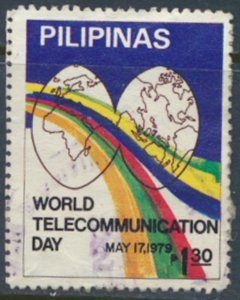 PILIPINAS
WORLD
TELECOMMUNICATION
DAY MAY 17, 1979
₱1.30